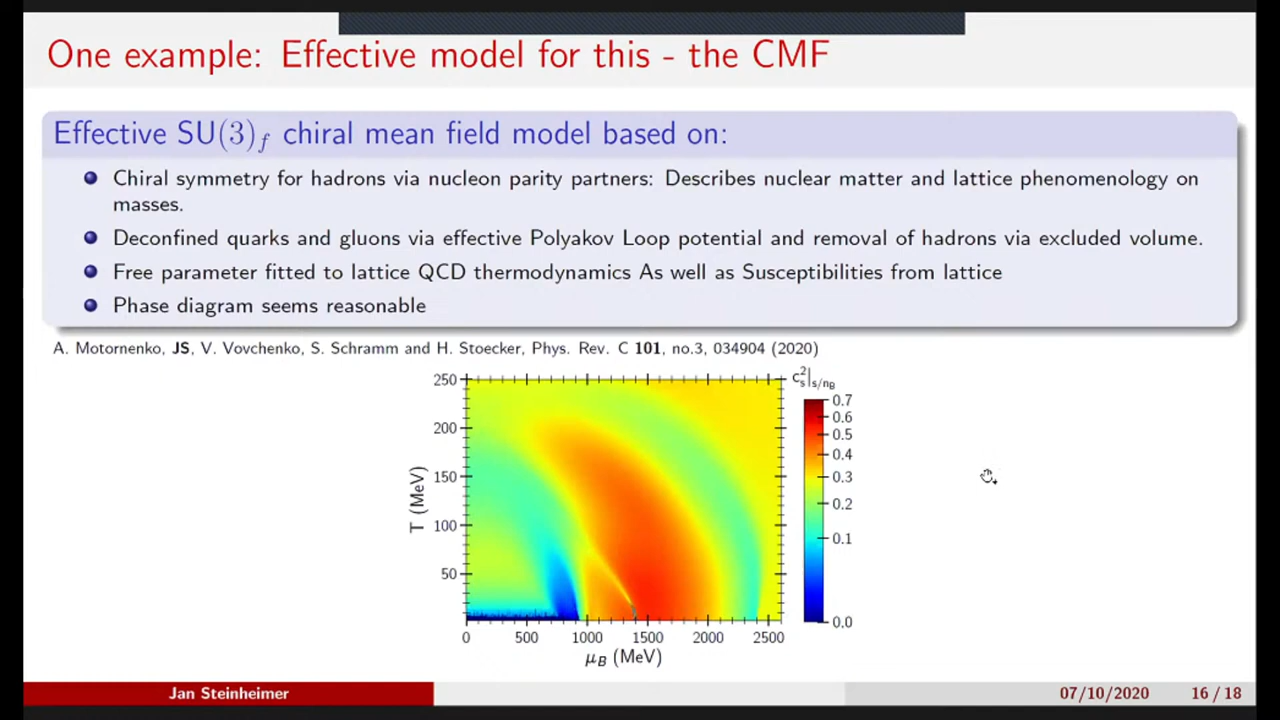 One example: Effective model for this - the CMF
Effective SU(3)f chiral mean field model based on:
Chiral symmetry for hadrons via nucleon parity partners: Describes nuclear matter and lattice phenomenology on
masses.
Deconfined quarks and gluons via effective Polyakov Loop potential and removal of hadrons via excluded volume.
Free parameter fitted to lattice QCD thermodynamics As well as Susceptibilities from lattice
Phase diagram seems reasonable
A. Motornenko, JS, V. Vovchenko, S. Schramm and H. Stoecker, Phys. Rev. C 101, no.3, 034904 (2020)
c_s^2|_{s/n_B}
250
200
150
100
50
T (MeV)
0 500 1000 1500 2000 2500
μ_B (MeV)
0.7
0.6
0.5
0.4
0.3
0.2
0.1
0.0
Jan Steinheimer 07/10/2020 16 / 18